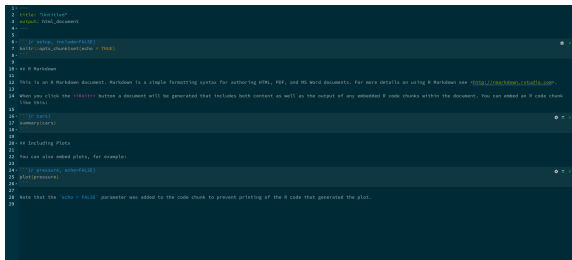 1 ---
2 title: "Untitled"
3 output: html_document
4 ---
5
6 ```{r setup, include=FALSE}
7 knitr::opts_chunk$set(echo = TRUE)
8 ```
9
10 ## R Markdown
11
12 This is an R Markdown document. Markdown is a simple formatting syntax for authoring HTML, PDF, and MS Word documents. For more details on using R Markdown see <http://rmarkdown.rstudio.com>.
13
14 When you click the **Knit** button a document will be generated that includes both content as well as the output of any embedded R code chunks within the document. You can embed an R code chunk
like this:
15
16 ```{r cars}
17 summary(cars)
18 ```
19
20 ## Including Plots
21
22 You can also embed plots, for example:
23
24 ```{r pressure, echo=FALSE}
25 plot(pressure)
26 ```
27
28 Note that the `echo = FALSE` parameter was added to the code chunk to prevent printing of the R code that generated the plot.
29